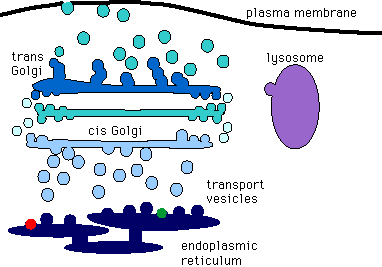 plasma membrane
trans
Golgi
lysosome
cis Golgi
transport
vesicles
endoplasmic
reticulum